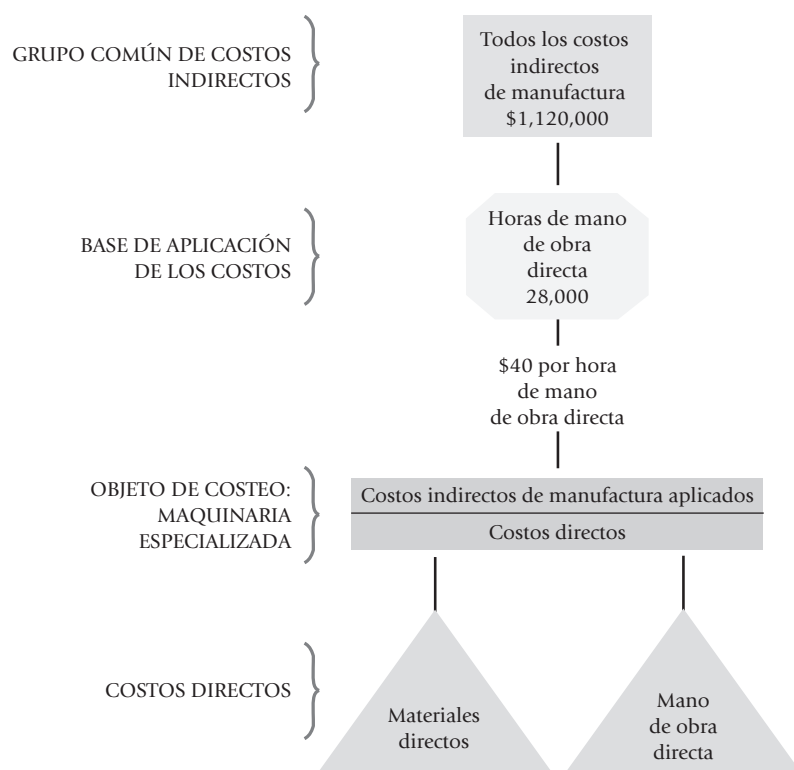 GRUPO COMÚN DE COSTOS
INDIRECTOS
Todos los costos
indirectos
de manufactura
$1,120,000
BASE DE APLICACIÓN
DE LOS COSTOS
Horas de mano
de obra
directa
28,000
$40 por hora
de mano
de obra directa
OBJETO DE COSTEO:
MAQUINARIA
ESPECIALIZADA
Costos indirectos de manufactura aplicados
Costos directos
COSTOS DIRECTOS
Materiales
directos
Mano
de obra
directa